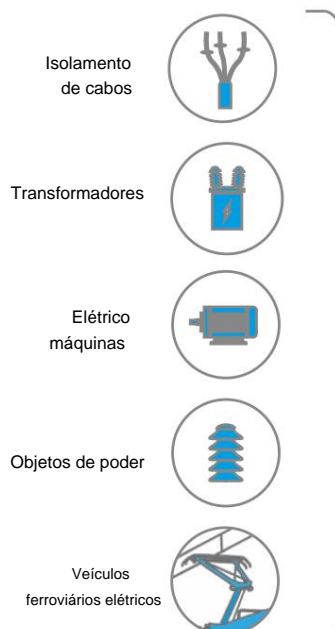 Isolamento
de cabos
Transformadores
Elétrico
máquinas
Objetos de poder
Veículos
ferroviários elétricos